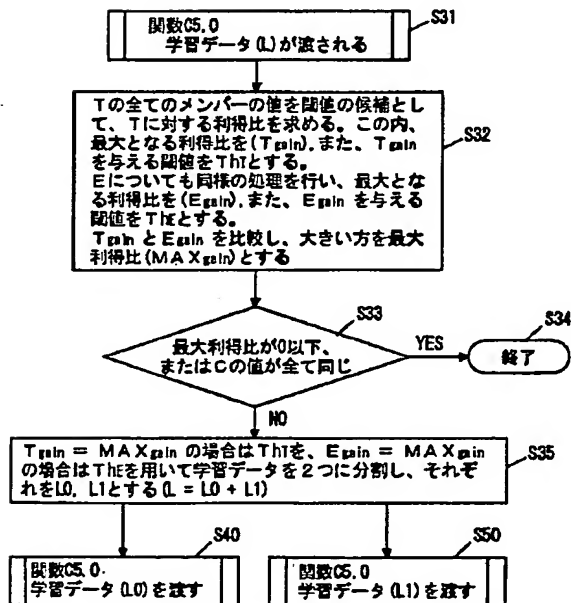 関数C5.0
学習データ(L)が渡される
S31
Tの全てのメンバーの値を閾値の候補とし
て、Tに対する利得比を求める。この内、
最大となる利得比を(Tgain)、また、Tgain
を与える閾値をThTとする。
Eについても同様の処理を行い、最大とな
る利得比を(Egain)、また、Egain を与える
閾値をThEとする。
Tgain と Egain を比較し、大きい方を最大
利得比(MAXgain)とする
S32
S33
最大利得比が0以下、
またはCの値が全て同じ
YES
S34
終了
NO
Tgain = MAXgain の場合はThTを、Egain = MAXgain
の場合はThEを用いて学習データを2つに分割し、それぞ
れをL0, L1とする(L = L0 + L1)
S35
S40
関数C5.0
学習データ(L0)を渡す
S50
関数C5.0
学習データ(L1)を渡す